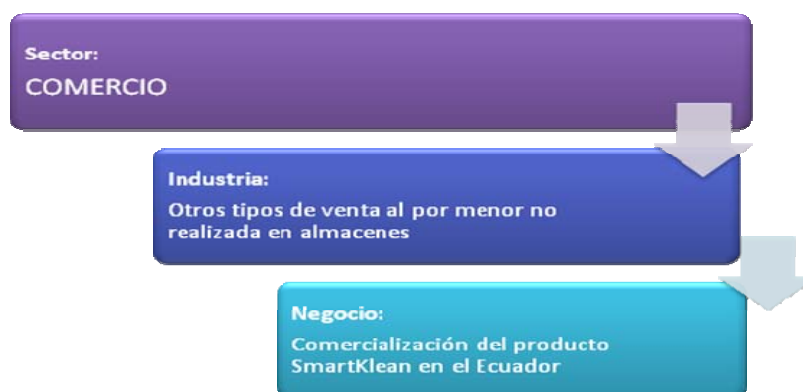 Sector:
COMERCIO
Industria:
Otros tipos de venta al por menor no
realizada en almacenes
Negocio:
Comercialización del producto
SmartKlean en el Ecuador